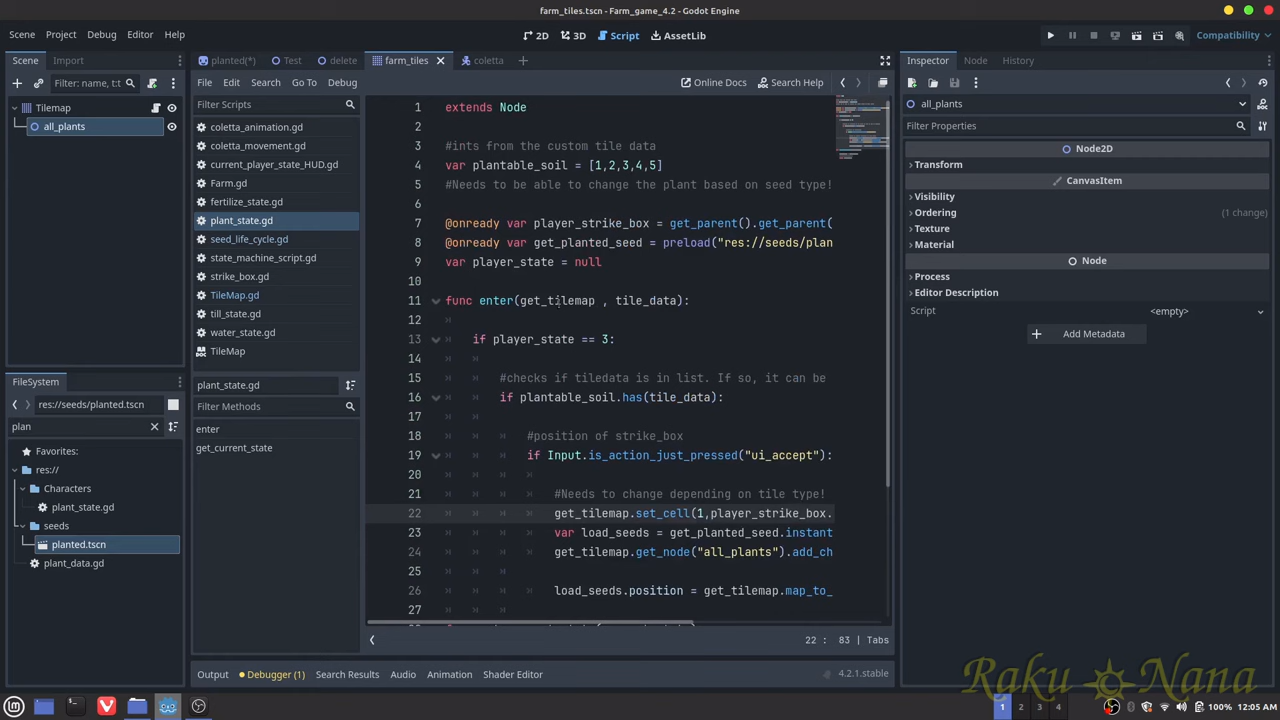 farm_tiles.tscn - Farm_game_4.2 - Godot Engine
Scene Project Debug Editor Help
2D 3D Script AssetLib
Compatibility
Scene Import
Filter: name, t:t
Tilemap
all_plants
planted(*) Test delete farm_tiles coletta
File Edit Search Go To Debug
Online Docs Search Help
Filter Scripts
coletta_animation.gd
coletta_movement.gd
current_player_state_HUD.gd
Farm.gd
fertilize_state.gd
plant_state.gd
seed_life_cycle.gd
state_machine_script.gd
strike_box.gd
TileMap.gd
till_state.gd
water_state.gd
TileMap
plant_state.gd
Filter Methods
enter
get_current_state
1 extends Node
2
3 #ints from the custom tile data
4 var plantable_soil = [1,2,3,4,5]
5 #Needs to be able to change the plant based on seed type!
6
7 @onready var player_strike_box = get_parent().get_parent(
8 @onready var get_planted_seed = preload("res://seeds/plan
9 var player_state = null
10
11 func enter(get_tilemap , tile_data):
12
13 if player_state == 3:
14
15 #checks if tiledata is in list. If so, it can be
16 if plantable_soil.has(tile_data):
17
18 #position of strike_box
19 if Input.is_action_just_pressed("ui_accept"):
20
21 #Needs to change depending on tile type!
22 get_tilemap.set_cell(1,player_strike_box.
23 var load_seeds = get_planted_seed.instant
24 get_tilemap.get_node("all_plants").add_ch
25
26 load_seeds.position = get_tilemap.map_to_
27
22 : 83 | Tabs
Output Debugger (1) Search Results Audio Animation Shader Editor
4.2.1.stable
FileSystem
res://seeds/planted.tscn
plan
Favorites:
res://
Characters
plant_state.gd
seeds
planted.tscn
plant_data.gd
Inspector Node History
all_plants
Filter Properties
Node2D
Transform
CanvasItem
Visibility
Ordering (1 change)
Texture
Material
Node
Process
Editor Description
Script <empty>
Add Metadata
Raku Nana
1 2 3 4
100% 12:05 AM